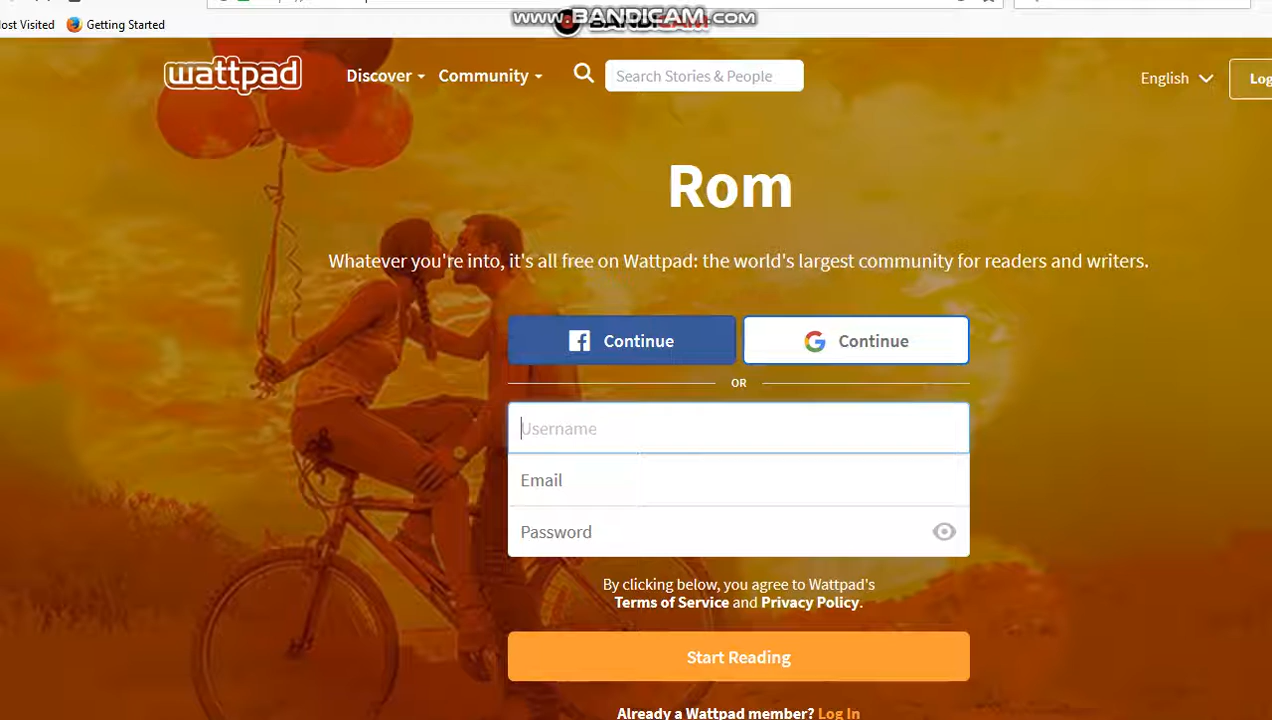 www.BANDICAM.com
Most Visited Getting Started
wattpad Discover Community Search Stories & People English Log
Rom
Whatever you're into, it's all free on Wattpad: the world's largest community for readers and writers.
Continue Continue
OR
Username
Email
Password
By clicking below, you agree to Wattpad's
Terms of Service and Privacy Policy.
Start Reading
Already a Wattpad member? Log In